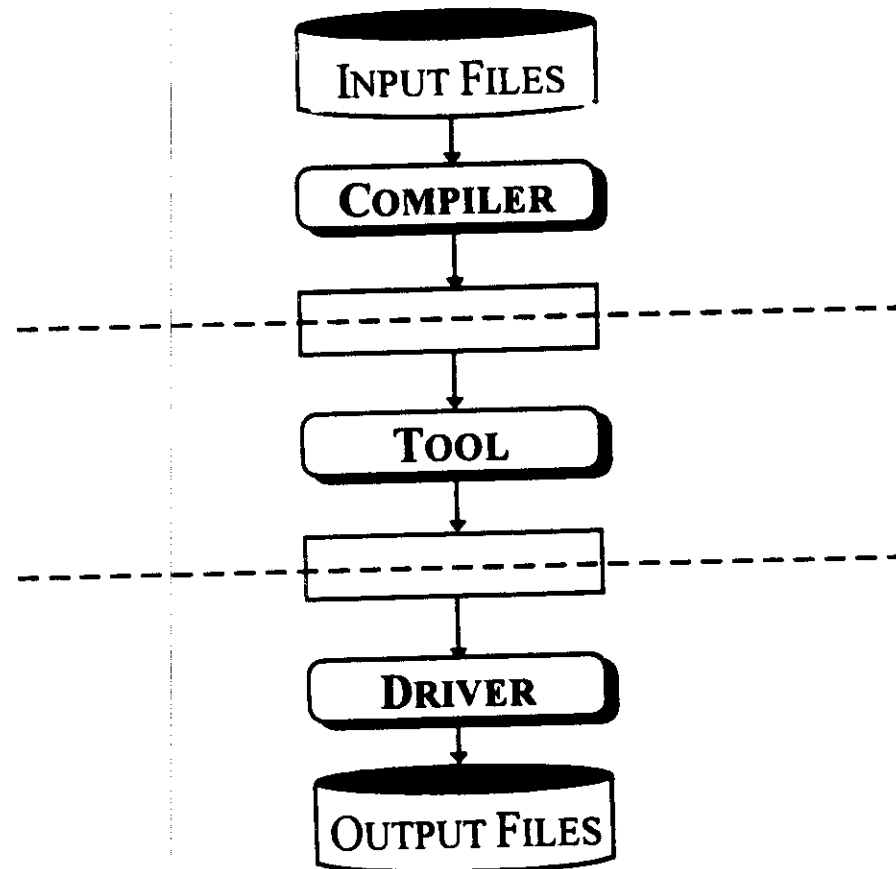 INPUT FILES
COMPILER
TOOL
DRIVER
OUTPUT FILES